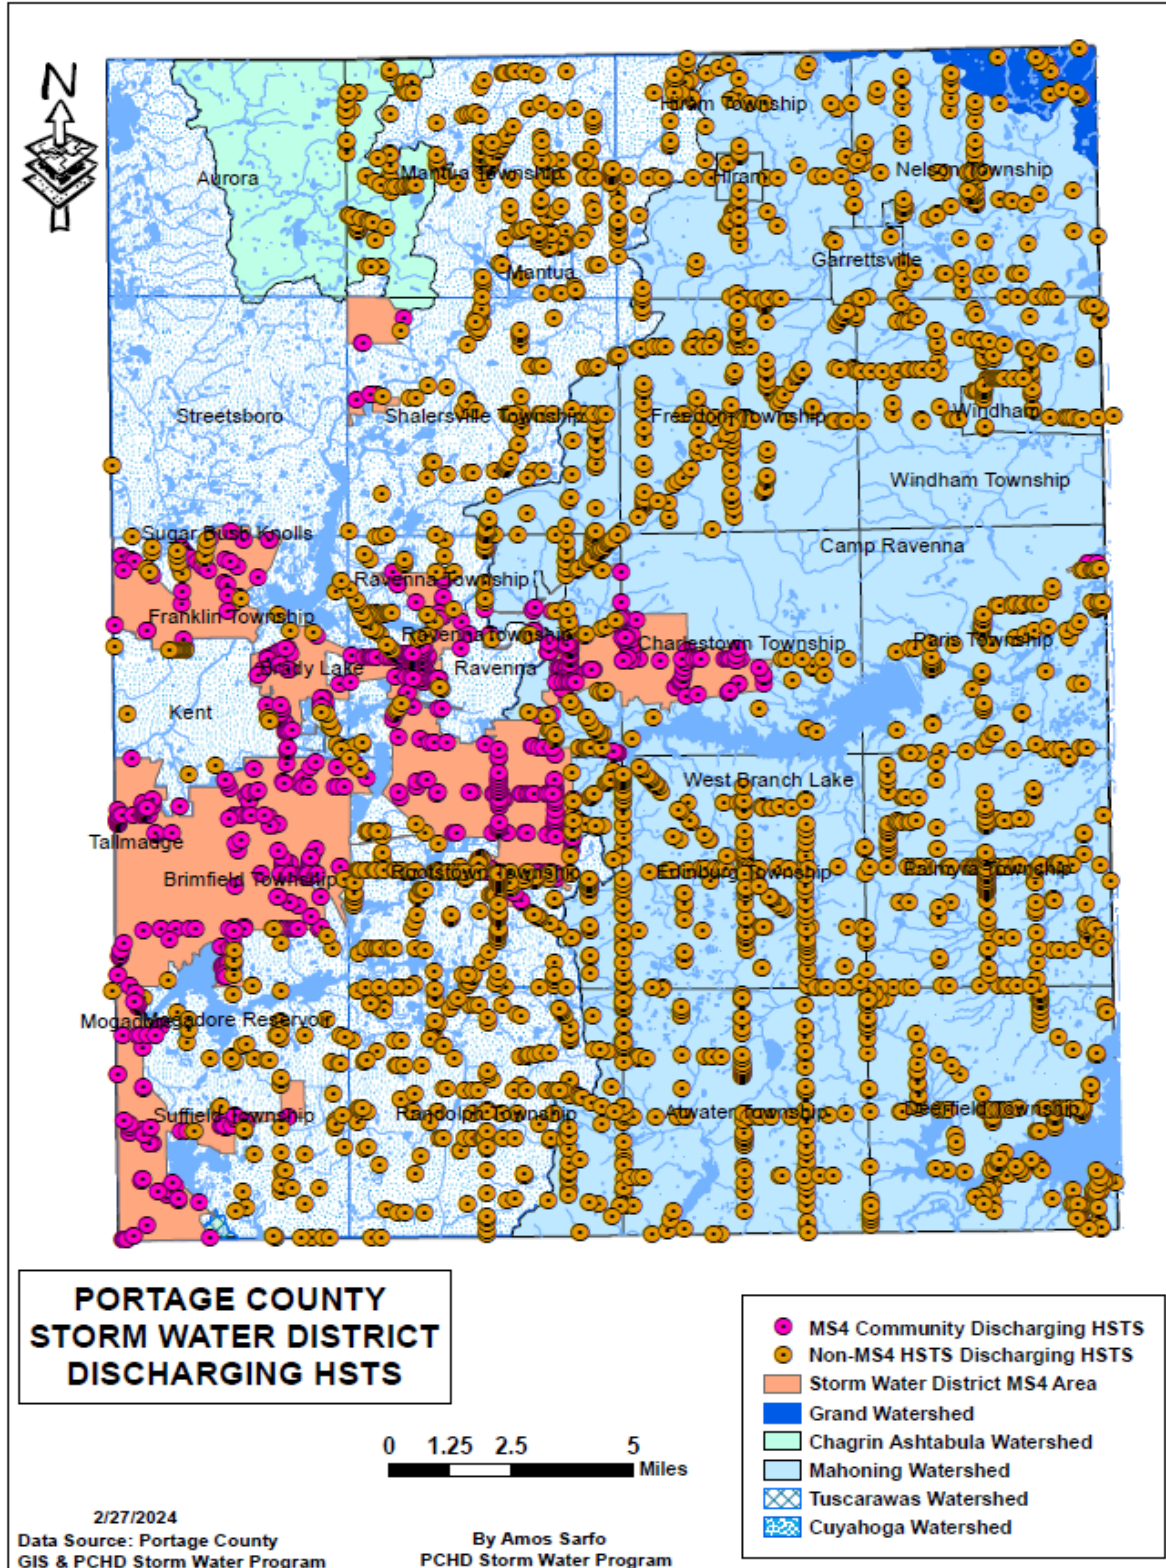 N
Hiram Township
Aurora
Mantua Township
Hiram
Nelson Township
Garrettsville
Mantua
Streetsboro
Shalersville Township
Freedom Township
Windham
Windham Township
Sugar Bush Knolls
Camp Ravenna
Ravenna Township
Franklin Township
Ravenna Township
Charlestown Township
Paris Township
Brady Lake
Ravenna
Kent
West Branch Lake
Tallmadge
Brimfield Township
Rootstown Township
Edinburg Township
Palmyra Township
Mogadore
Mogadore Reservoir
Suffield Township
Randolph Township
Atwater Township
Deerfield Township
PORTAGE COUNTY
STORM WATER DISTRICT
DISCHARGING HSTS
MS4 Community Discharging HSTS
Non-MS4 HSTS Discharging HSTS
Storm Water District MS4 Area
Grand Watershed
Chagrin Ashtabula Watershed
Mahoning Watershed
Tuscarawas Watershed
Cuyahoga Watershed
0 1.25 2.5 5
Miles
2/27/2024
Data Source: Portage County
GIS & PCHD Storm Water Program
By Amos Sarfo
PCHD Storm Water Program